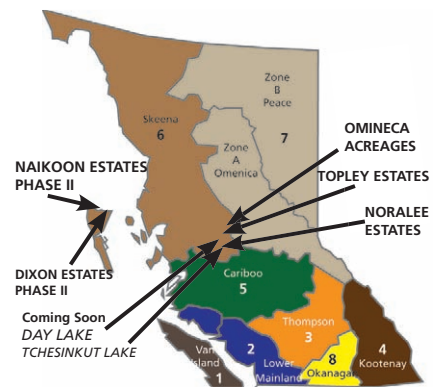 Zone
B
Peace
7
Skeena
6
Zone
A
Omenica
OMINECA
ACREAGES
TOPLEY ESTATES
NORALEE
ESTATES
NAIKOON ESTATES
PHASE II
DIXON ESTATES
PHASE II
Coming Soon
DAY LAKE
TCHESINKUT LAKE
Cariboo
5
Thompson
3
4
Kootenay
8
Okanagan
2
Lower
Mainland
Van
Island
1